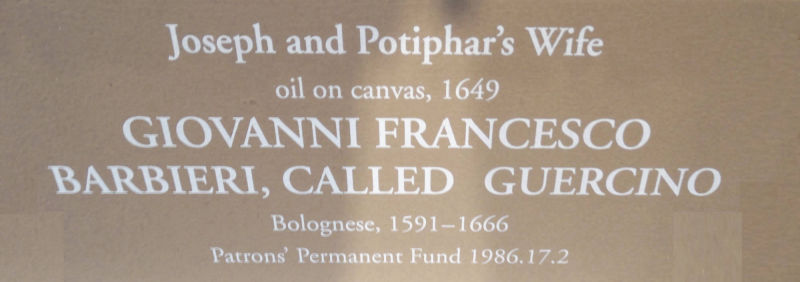 Joseph and Potiphar's Wife
oil on canvas, 1649
GIOVANNI FRANCESCO
BARBIERI, CALLED GUERCINO
Bolognese, 1591–1666
Patrons' Permanent Fund 1986.17.2